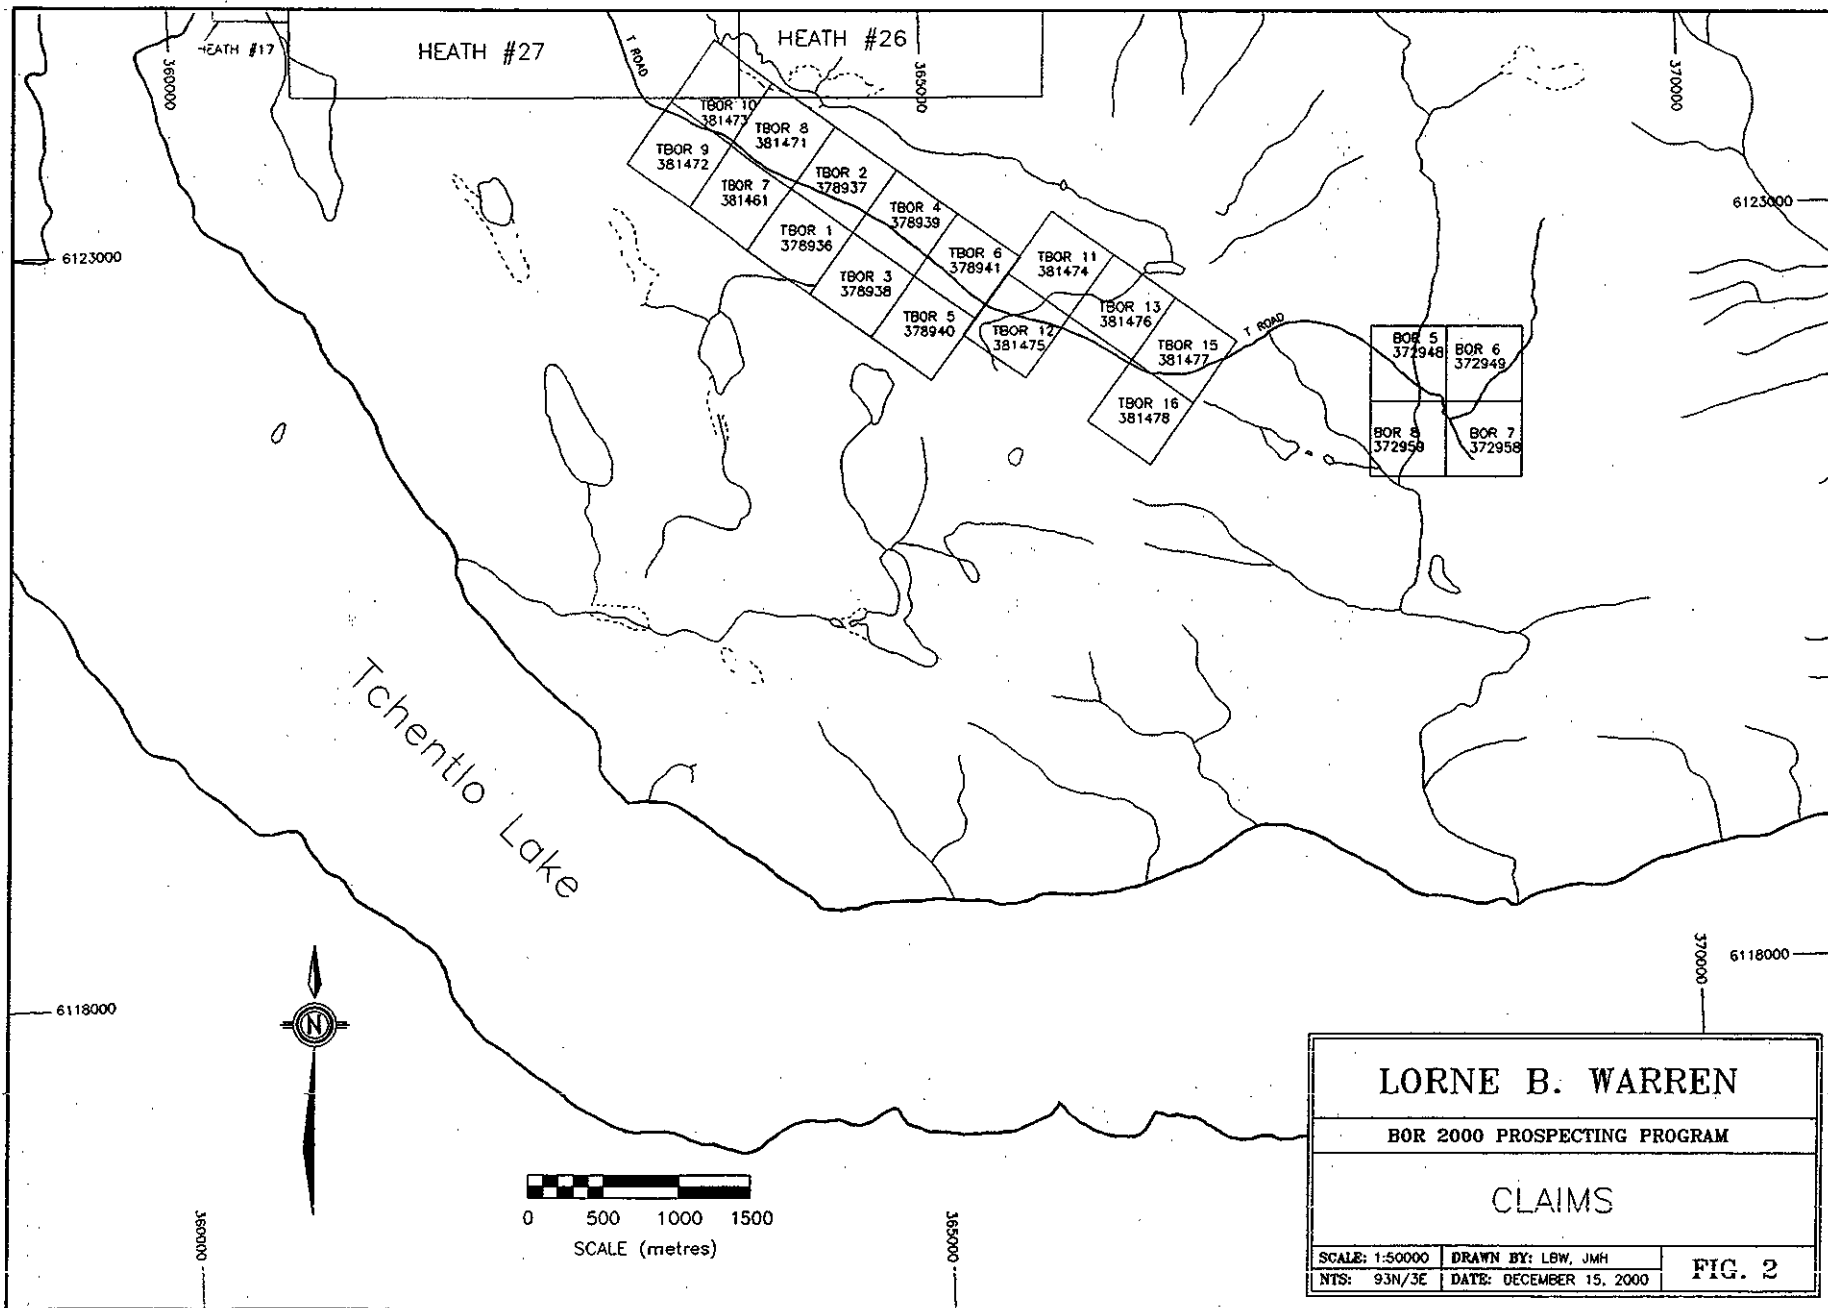 HEATH #17
HEATH #27
HEATH #26
T ROAD
360000
365000
370000
TBOR 10
381473
TBOR 8
381471
TBOR 9
381472
TBOR 2
378937
TBOR 7
381461
TBOR 4
378939
TBOR 1
378936
TBOR 6
378941
TBOR 11
381474
TBOR 3
378938
TBOR 13
381476
TBOR 5
378940
TBOR 12
381475
TBOR 15
381477
TBOR 16
381478
T ROAD
BOR 5
372948
BOR 6
372949
BOR 8
372959
BOR 7
372958
6123000
6123000
Tchentlo Lake
6118000
6118000
370000
N
360000
365000
0 500 1000 1500
SCALE (metres)
LORNE B. WARREN
BOR 2000 PROSPECTING PROGRAM
CLAIMS
SCALE: 1:50000 DRAWN BY: LBW, JMH
NTS: 93N/3E DATE: DECEMBER 15, 2000
FIG. 2